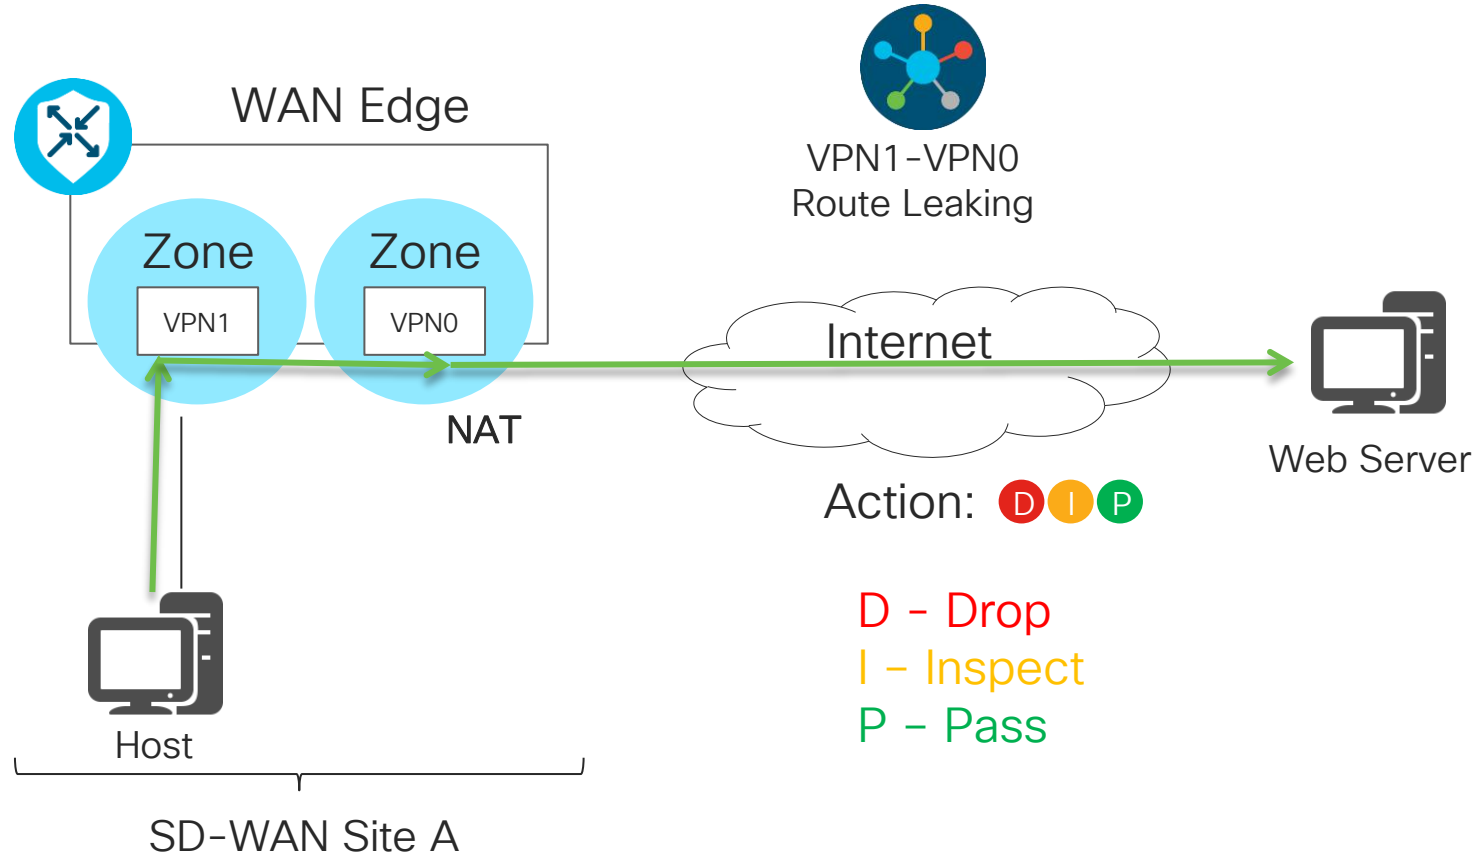 WAN Edge
VPN1-VPN0
Route Leaking
Zone
Zone
VPN1
VPN0
Internet
NAT
Web Server
Action: D I P
D - Drop
I – Inspect
P – Pass
Host
SD-WAN Site A